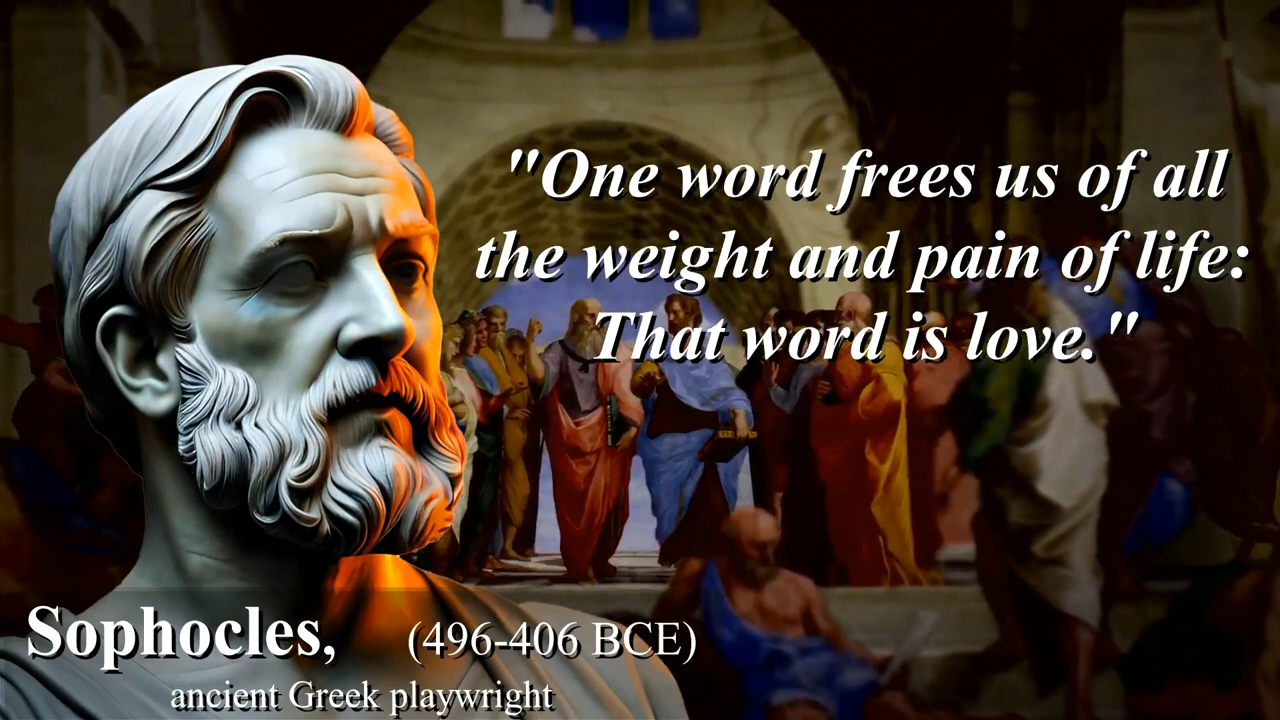 "One word frees us of all
the weight and pain of life:
That word is love."
Sophocles, (496-406 BCE)
ancient Greek playwright